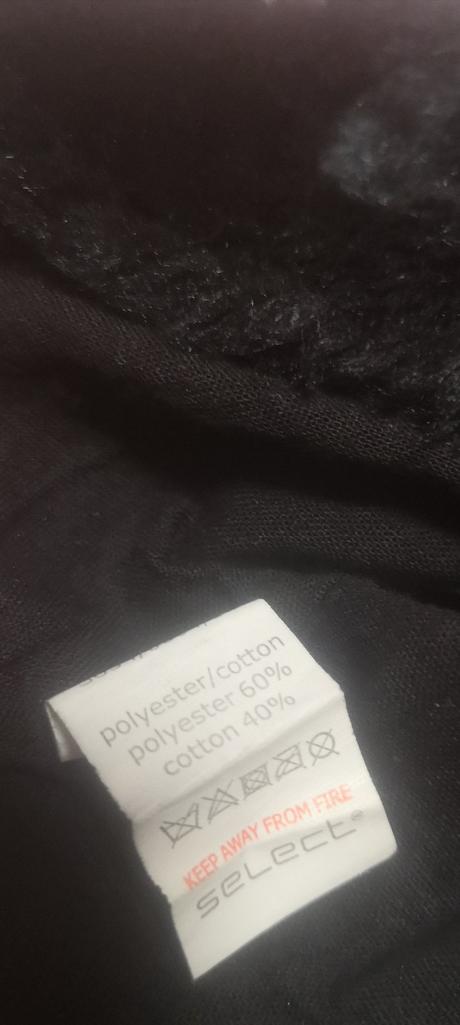 polyester/cotton
polyester 60%
cotton 40%
KEEP AWAY FROM FIRE
select®